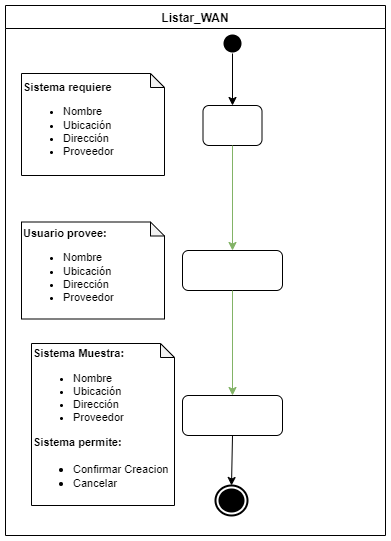 Listar_WAN
Sistema requiere
• Nombre
• Ubicación
• Dirección
• Proveedor
Usuario provee:
• Nombre
• Ubicación
• Dirección
• Proveedor
Sistema Muestra:
• Nombre
• Ubicación
• Dirección
• Proveedor
Sistema permite:
• Confirmar Creacion
• Cancelar